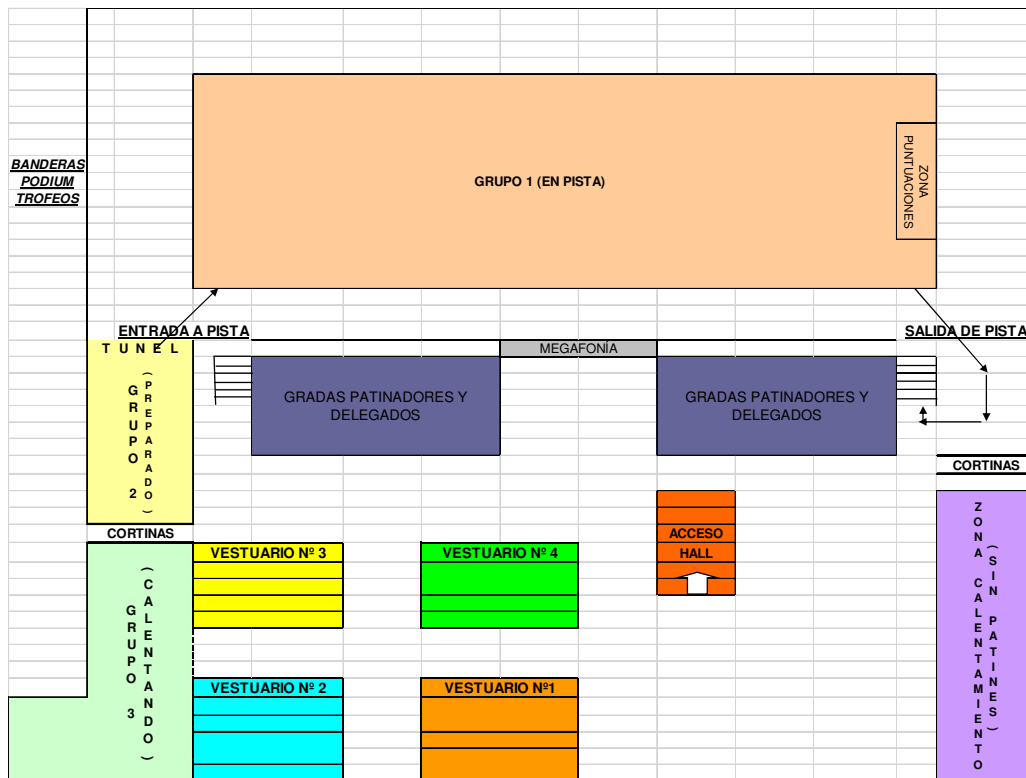 BANDERAS
PODIUM
TROFEOS
GRUPO 1 (EN PISTA)
ZONA
PUNTUACIONES
ENTRADA A PISTA
SALIDA DE PISTA
TUNEL
GRUPO 2
(PREPARADO)
MEGAFONÍA
GRADAS PATINADORES Y
DELEGADOS
GRADAS PATINADORES Y
DELEGADOS
CORTINAS
CORTINAS
ACCESO
HALL
ZONA CALENTAMIENTO
(SIN PATINES)
VESTUARIO Nº 3
VESTUARIO Nº 4
GRUPO 3
(CALENTANDO)
VESTUARIO Nº 2
VESTUARIO Nº1